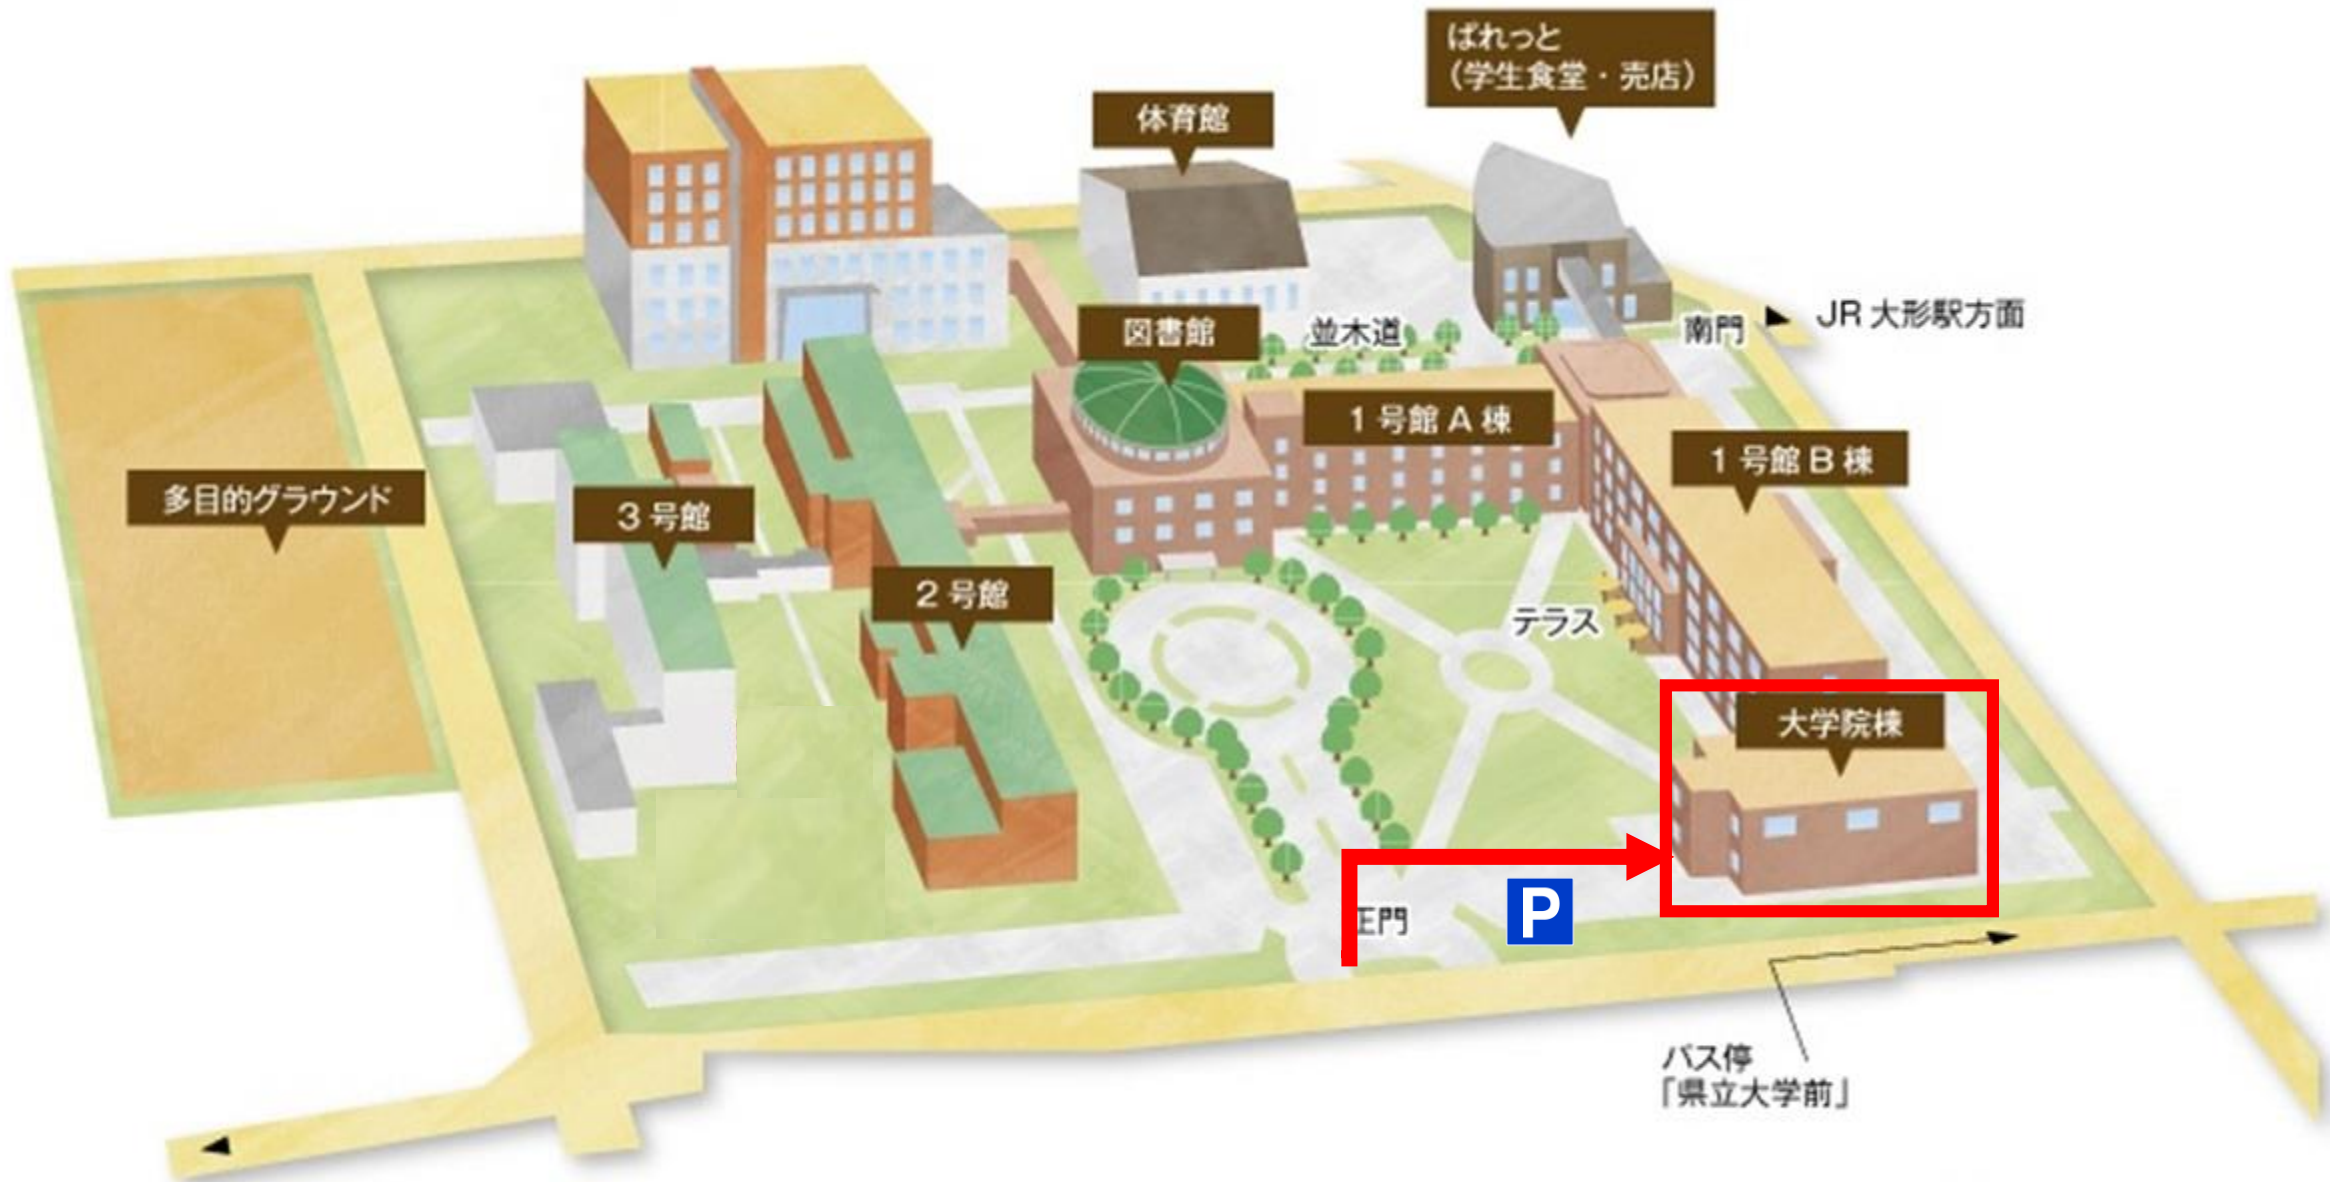 ぱれっと
（学生食堂・売店）
体育館
図書館
並木道
南門
JR 大形駅方面
1 号館 A 棟
1 号館 B 棟
多目的グラウンド
3 号館
2 号館
テラス
大学院棟
正門
P
バス停
「県立大学前」